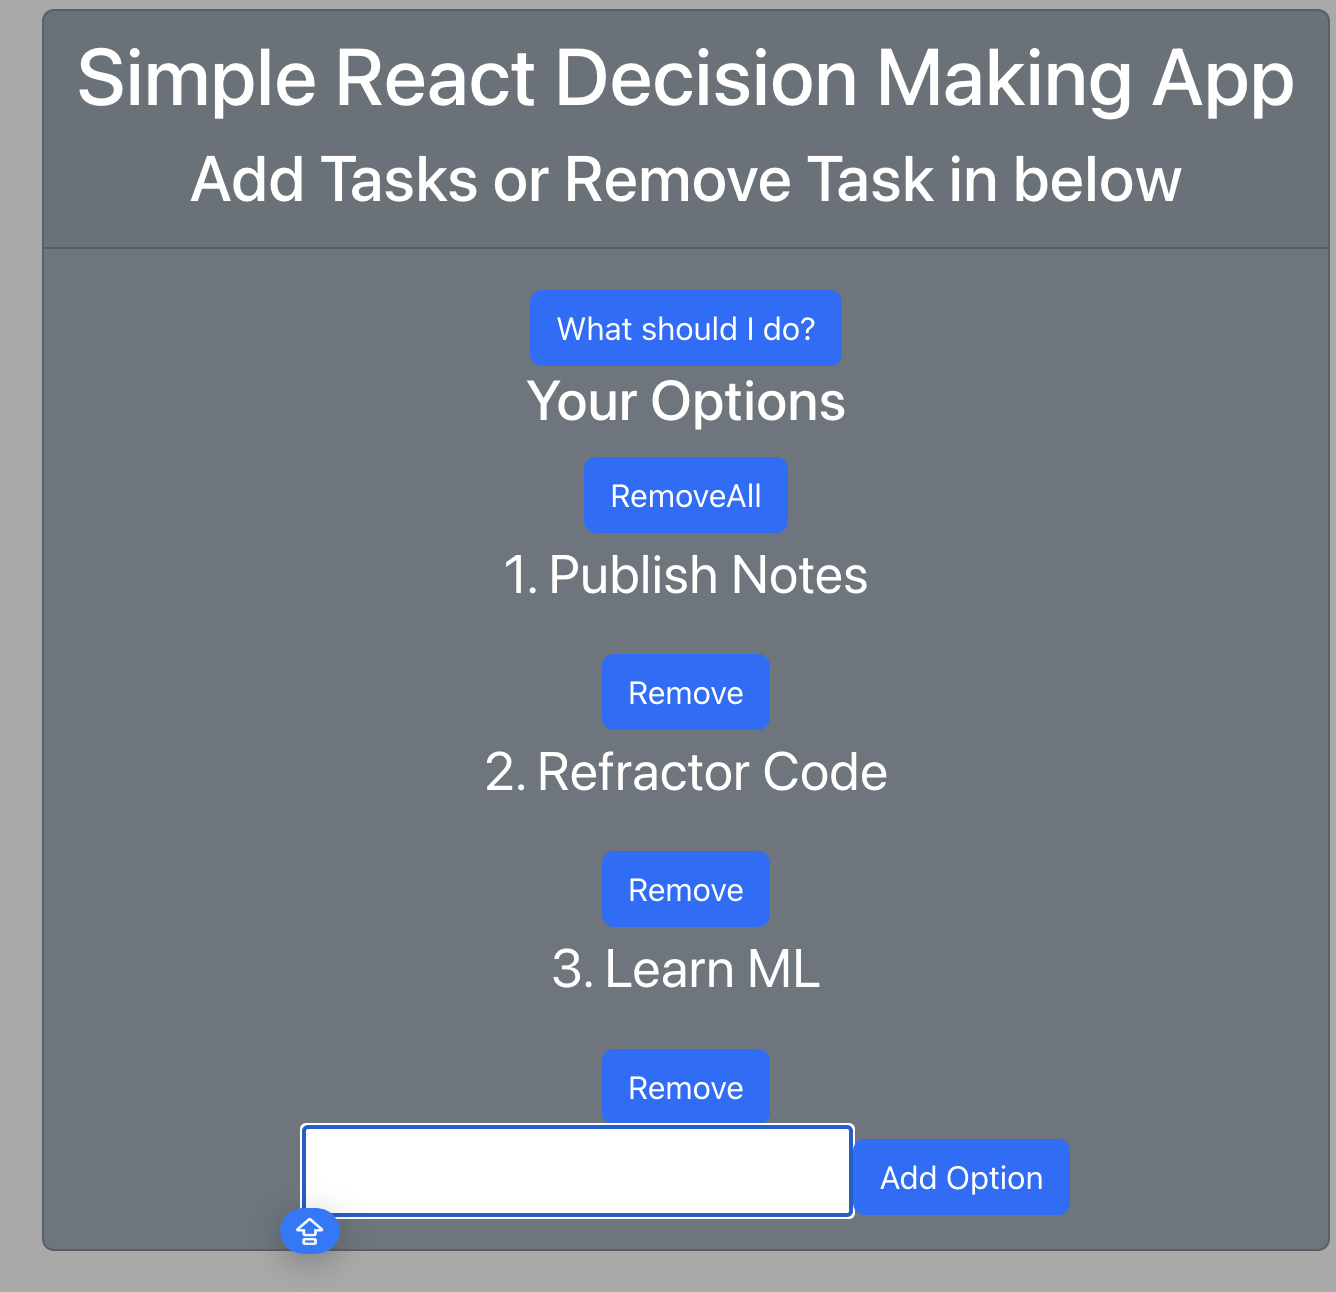 Simple React Decision Making App
Add Tasks or Remove Task in below
What should I do?
Your Options
RemoveAll
1. Publish Notes
Remove
2. Refractor Code
Remove
3. Learn ML
Remove
Add Option